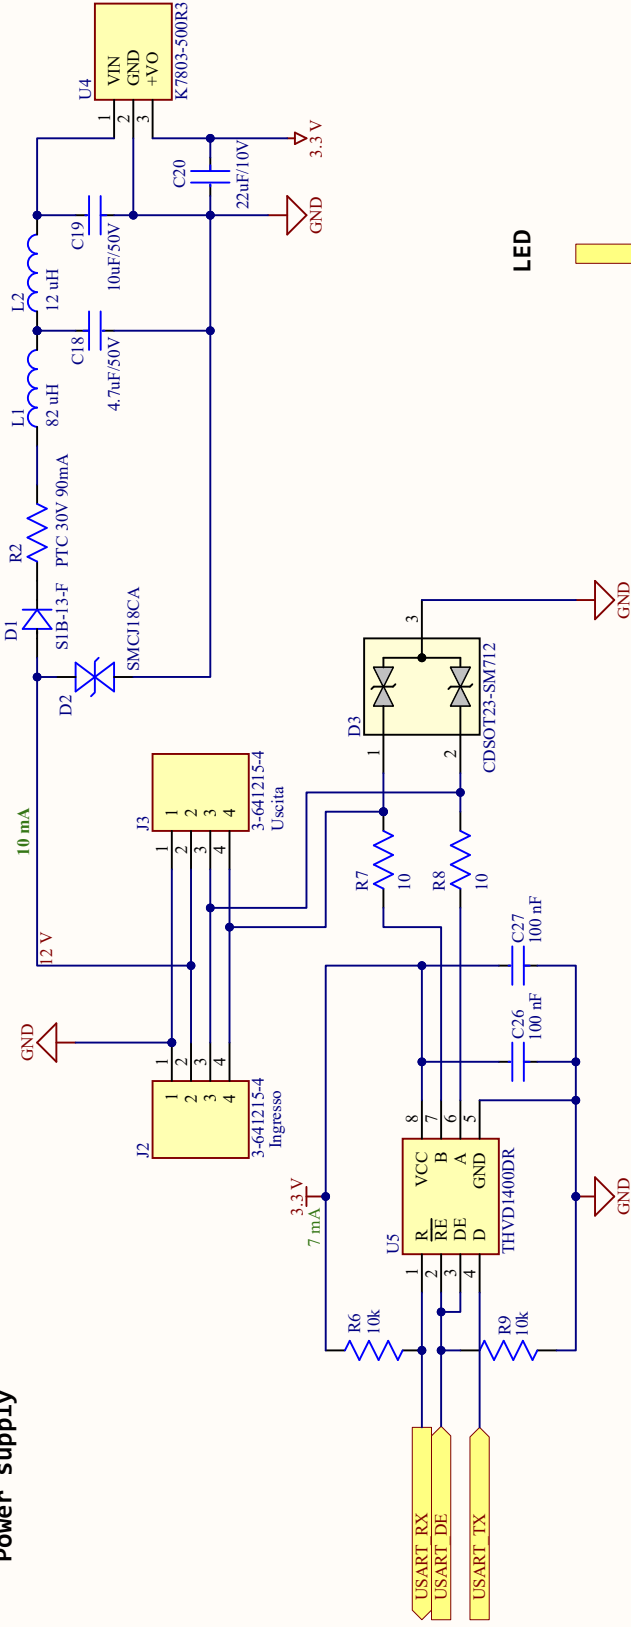 Power supply
GND
12 V
10 mA
J2
1
2
3
4
1
2
3
4
3-641215-4
Ingresso
J3
1
2
3
4
1
2
3
4
3-641215-4
Uscita
D2
SMCJ18CA
D1
S1B-13-F
R2
PTC 30V 90mA
L1
82 uH
L2
12 uH
C18
4.7uF/50V
C19
10uF/50V
U4
1
2
3
VIN
GND
+VO
K7803-500R3
C20
22uF/10V
GND
3.3 V
3.3 V
7 mA
USART_RX
USART_DE
USART_TX
R6
10k
R9
10k
U5
1
2
3
4
R
RE
DE
D
VCC
B
A
GND
8
7
6
5
THVD1400DR
C26
100 nF
C27
100 nF
GND
R7
10
R8
10
D3
1
2
3
CDSOT23-SM712
GND
LED